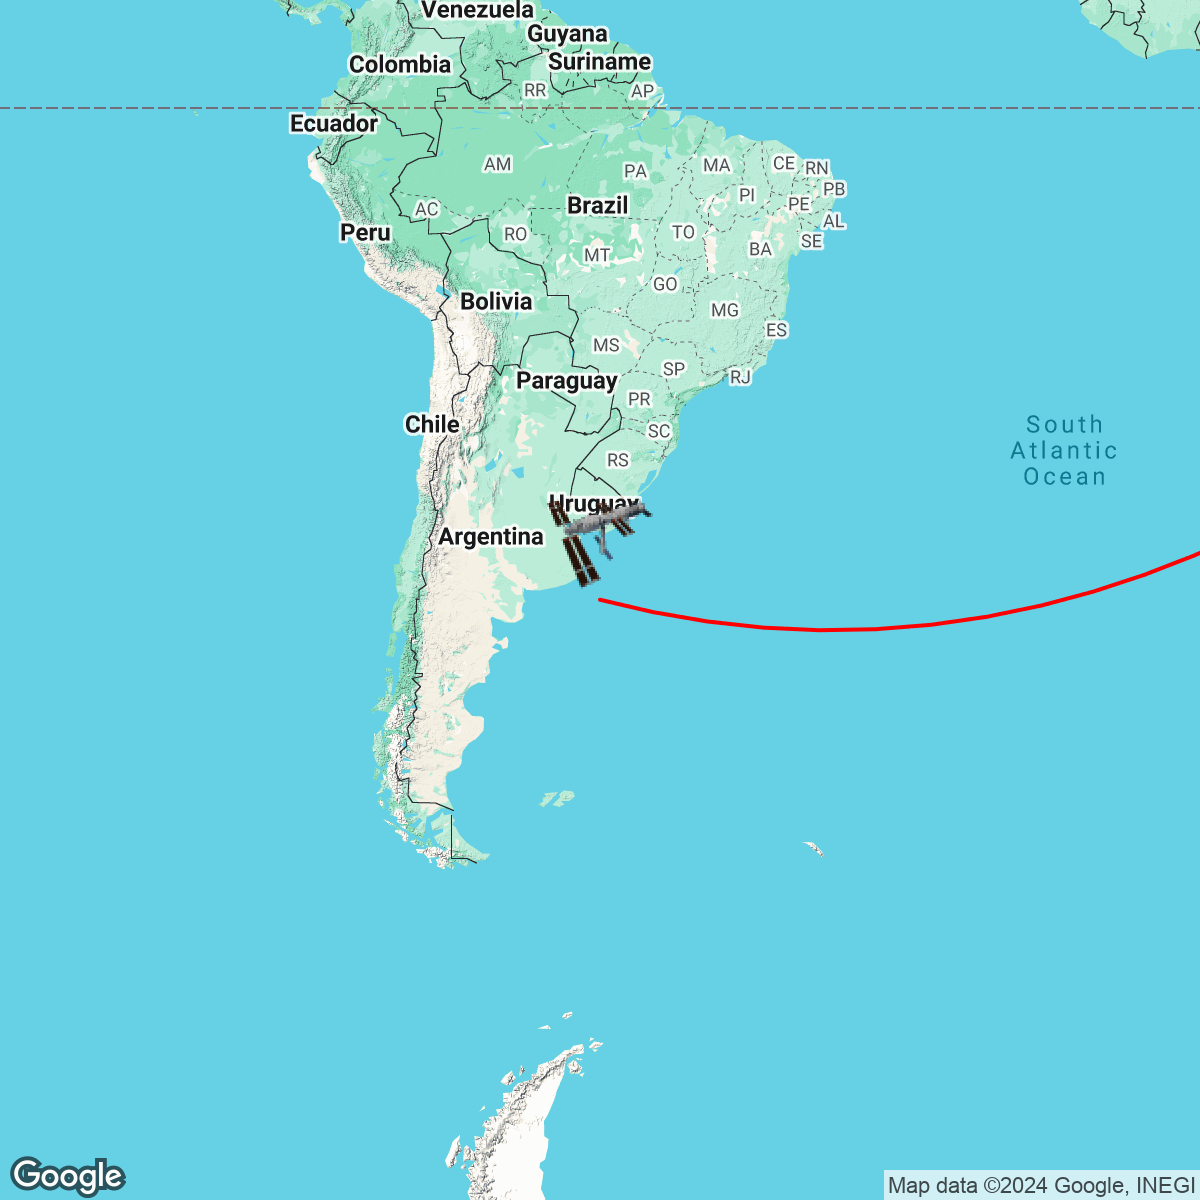 Venezuela
Guyana
Suriname
Colombia
RR
AP
Ecuador
AM
PA
MA
CE
RN
PI
PB
PE
AL
AC
Brazil
Peru
RO
TO
SE
MT
BA
GO
Bolivia
MG
ES
MS
SP
RJ
Paraguay
PR
Chile
SC
South
Atlantic
Ocean
RS
Uruguay
Argentina
Google
Map data ©2024 Google, INEGI